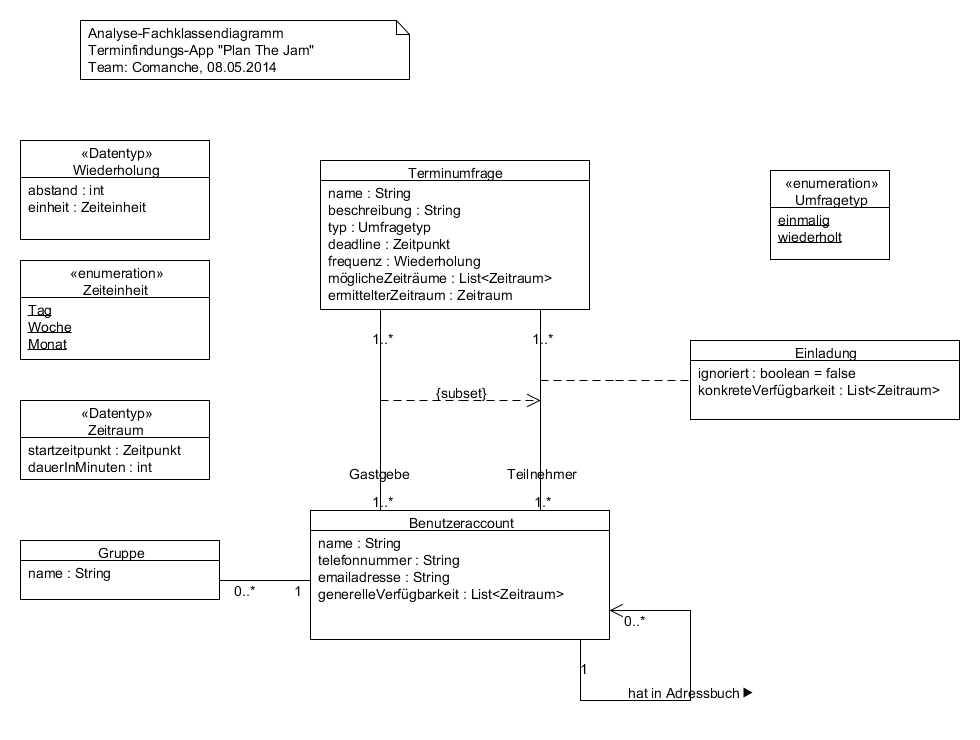 Analyse-Fachklassendiagramm
Terminfindungs-App "Plan The Jam"
Team: Comanche, 08.05.2014
«Datentyp»
Wiederholung
abstand : int
einheit : Zeiteinheit
«enumeration»
Zeiteinheit
Tag
Woche
Monat
«Datentyp»
Zeitraum
startzeitpunkt : Zeitpunkt
dauerInMinuten : int
Terminumfrage
name : String
beschreibung : String
typ : Umfragetyp
deadline : Zeitpunkt
frequenz : Wiederholung
möglicheZeiträume : List<Zeitraum>
ermittelterZeitraum : Zeitraum
«enumeration»
Umfragetyp
einmalig
wiederholt
1..*
1..*
{subset}
Einladung
ignoriert : boolean = false
konkreteVerfügbarkeit : List<Zeitraum>
Gastgebe
Teilnehmer
1..*
1..*
Benutzeraccount
name : String
telefonnummer : String
emailadresse : String
generelleVerfügbarkeit : List<Zeitraum>
Gruppe
name : String
0..*
1
0..*
1
hat in Adressbuch ▶